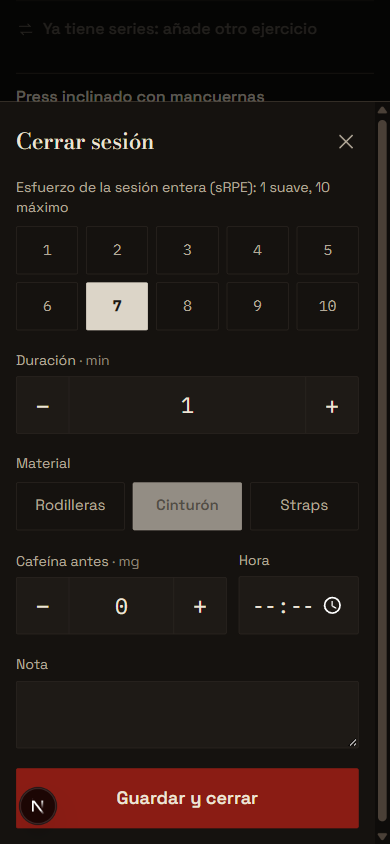 Ya tiene series: añade otro ejercicio
Press inclinado con mancuernas
Cerrar sesión
Esfuerzo de la sesión entera (sRPE): 1 suave, 10
máximo
1 2 3 4 5
6 7 8 9 10
Duración · min
− 1 +
Material
Rodilleras Cinturón Straps
Cafeína antes · mg Hora
− 0 + --:--
Nota
Guardar y cerrar
N